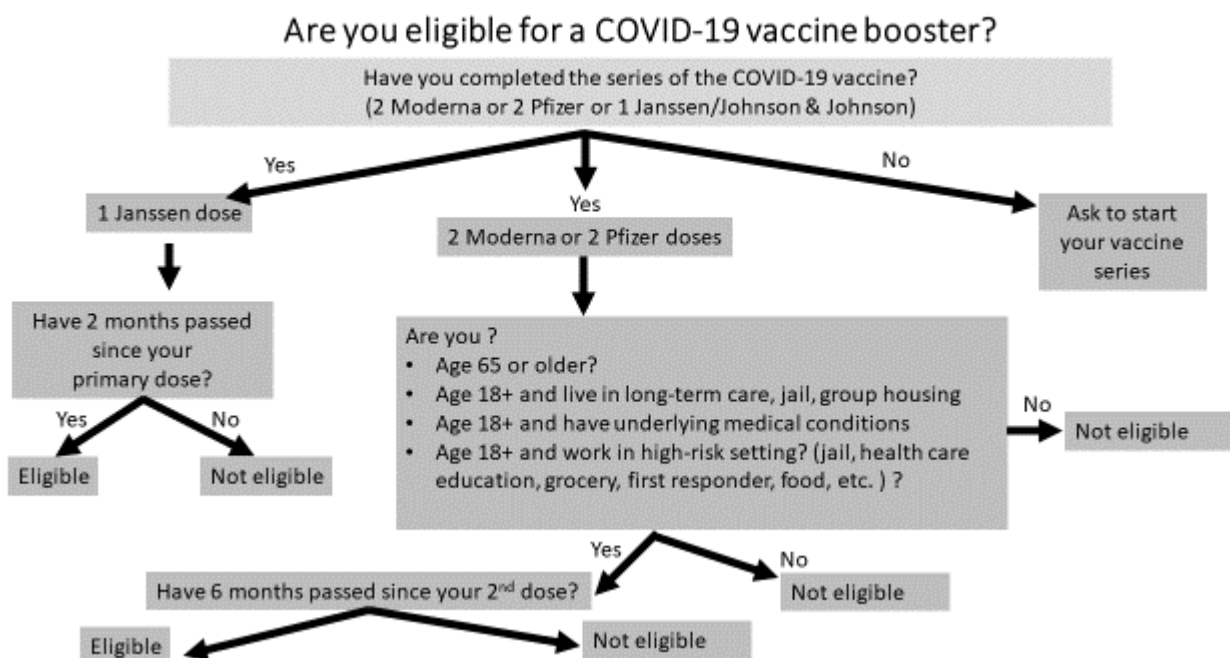 Are you eligible for a COVID-19 vaccine booster?
Have you completed the series of the COVID-19 vaccine?
(2 Moderna or 2 Pfizer or 1 Janssen/Johnson & Johnson)
Yes
Yes
No
1 Janssen dose
2 Moderna or 2 Pfizer doses
Ask to start
your vaccine
series
Have 2 months passed
since your
primary dose?
Yes
No
Eligible
Not eligible
Are you ?
• Age 65 or older?
• Age 18+ and live in long-term care, jail, group housing
• Age 18+ and have underlying medical conditions
• Age 18+ and work in high-risk setting? (jail, health care
education, grocery, first responder, food, etc. ) ?
No
Not eligible
Yes
No
Have 6 months passed since your 2nd dose?
Not eligible
Eligible
Not eligible